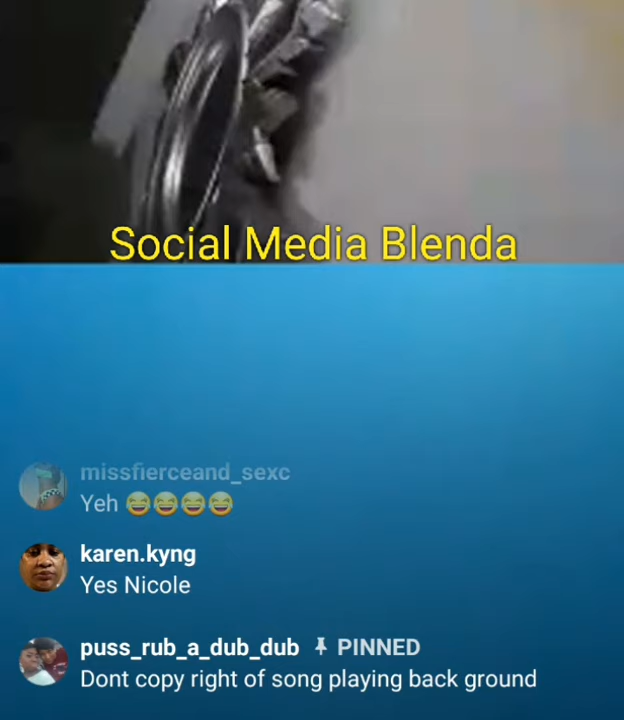 Social Media Blenda
missfierceand_sexc
Yeh 😂😂😂😂
karen.kyng
Yes Nicole
puss_rub_a_dub_dub PINNED
Dont copy right of song playing back ground